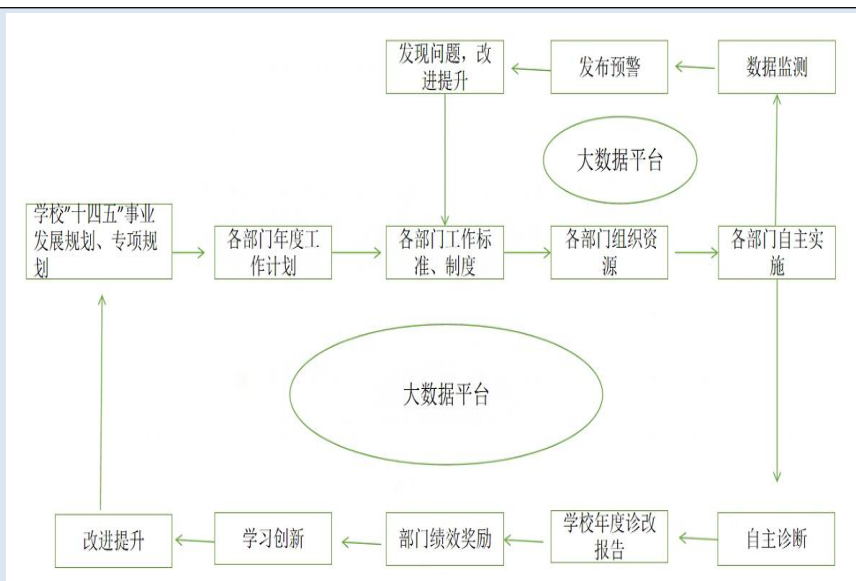 发现问题，改
进提升
发布预警
数据监测
大数据平台
学校"十四五"事业
发展规划、专项规
划
各部门年度工
作计划
各部门工作标
准、制度
各部门组织资
源
各部门自主实
施
大数据平台
改进提升
学习创新
部门绩效奖励
学校年度诊改
报告
自主诊断